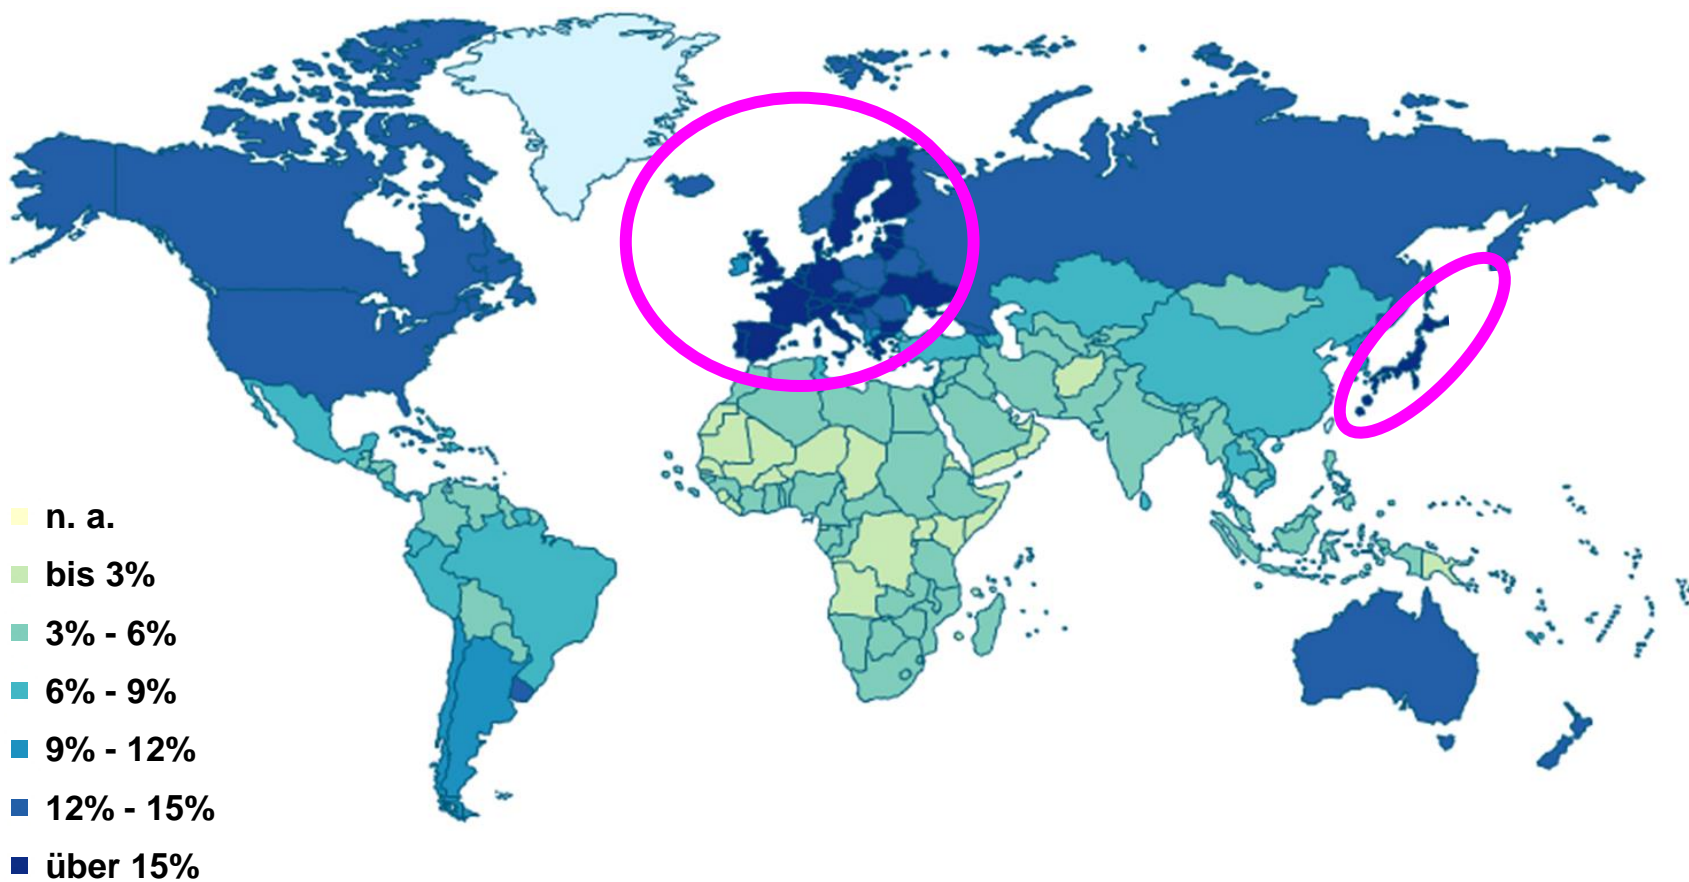 n. a.
bis 3%
3% - 6%
6% - 9%
9% - 12%
12% - 15%
über 15%